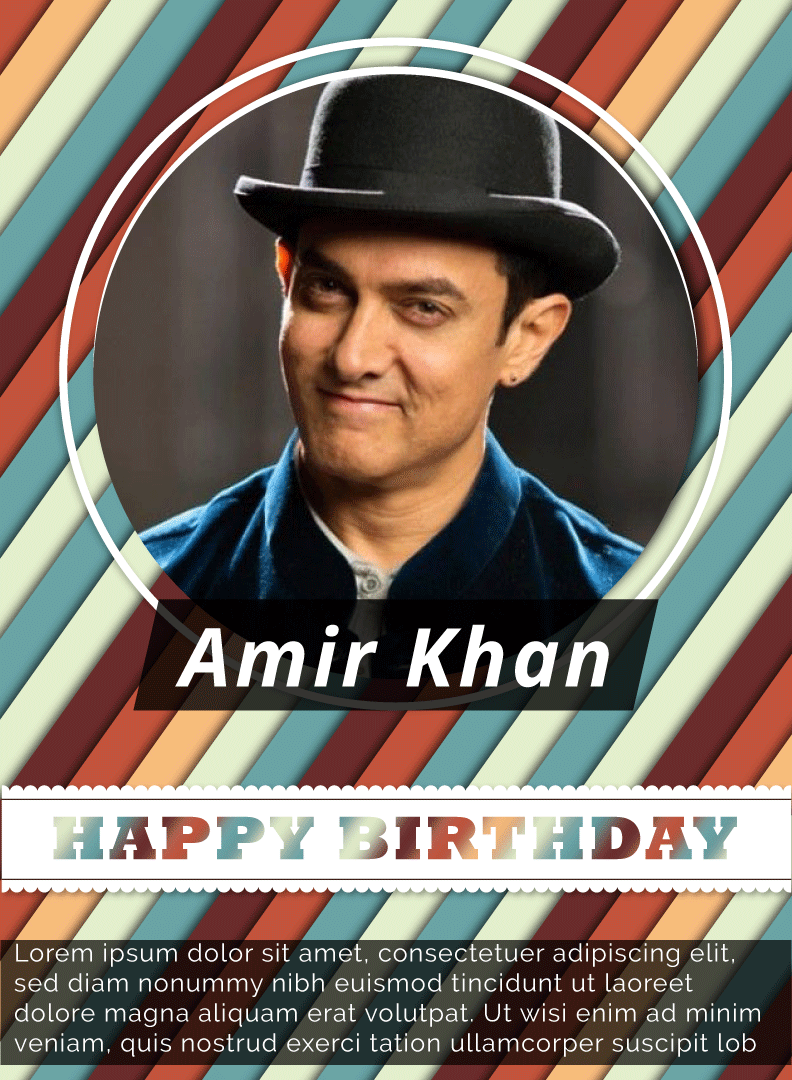 Amir Khan
HAPPY BIRTHDAY
Lorem ipsum dolor sit amet, consectetuer adipiscing elit,
sed diam nonummy nibh euismod tincidunt ut laoreet
dolore magna aliquam erat volutpat. Ut wisi enim ad minim
veniam, quis nostrud exerci tation ullamcorper suscipit lob